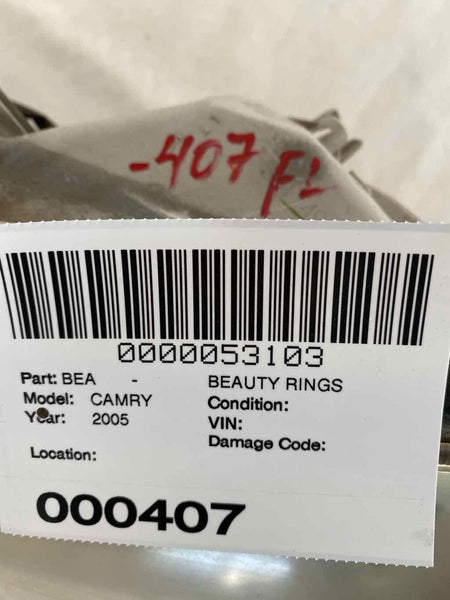 -407 FL
0000053103
Part: BEA - BEAUTY RINGS
Model: CAMRY Condition:
Year: 2005 VIN:
Damage Code:
Location:
000407